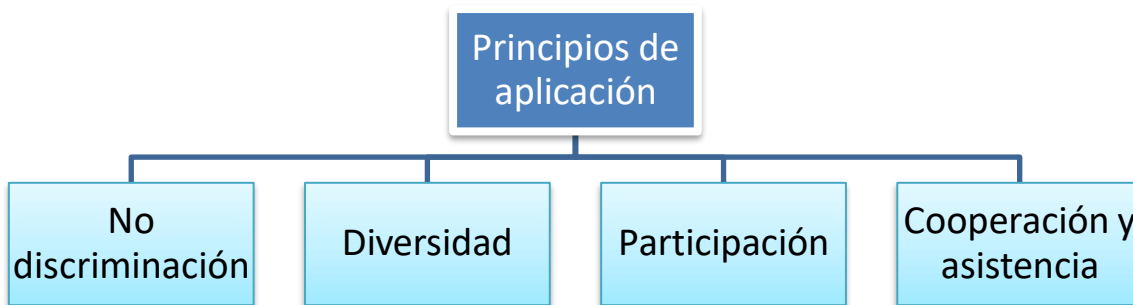 Principios de
aplicación
No
discriminación
Diversidad
Participación
Cooperación y
asistencia